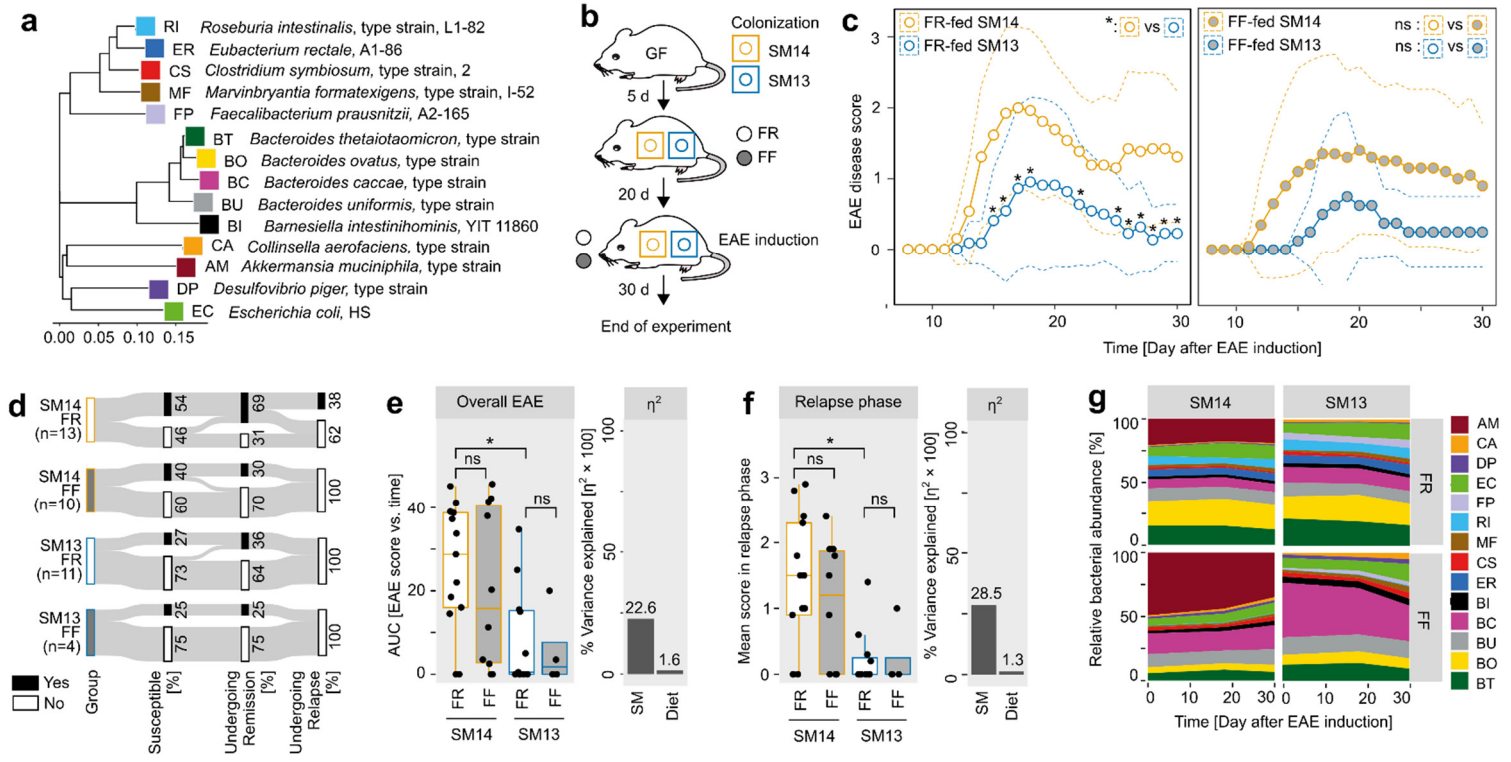 a
RI Roseburia intestinalis, type strain, L1-82
ER Eubacterium rectale, A1-86
CS Clostridium symbiosum, type strain, 2
MF Marvinbryantia formatexigens, type strain, I-52
FP Faecalibacterium prausnitzii, A2-165
BT Bacteroides thetaiotaomicron, type strain
BO Bacteroides ovatus, type strain
BC Bacteroides caccae, type strain
BU Bacteroides uniformis, type strain
BI Barnesiella intestinihominis, YIT 11860
CA Collinsella aerofaciens, type strain
AM Akkermansia muciniphila, type strain
DP Desulfovibrio piger, type strain
EC Escherichia coli, HS
0.00 0.05 0.10 0.15
b
Colonization
SM14
SM13
GF
5 d
FR
FF
20 d
EAE induction
30 d
End of experiment
c
EAE disease score
3
2
1
0
FR-fed SM14
FR-fed SM13
*: vs
* * * * * * * * * *
10 20 30
FF-fed SM14
FF-fed SM13
ns : vs
ns : vs
10 20 30
Time [Day after EAE induction]
d
SM14
FR
(n=13)
54
46
69
31
38
62
SM14
FF
(n=10)
40
60
30
70
100
SM13
FR
(n=11)
27
73
36
64
100
SM13
FF
(n=4)
25
75
25
75
100
Yes
No
Group
Susceptible
[%]
Undergoing
Remission
[%]
Undergoing
Relapse
[%]
e
Overall EAE
AUC [EAE score vs. time]
40
20
0
*
ns
ns
FR FF FR FF
SM14 SM13
η²
% Variance explained [η² × 100]
100
50
0
22.6
1.6
SM Diet
f
Relapse phase
Mean score in relapse phase
3
2
1
0
*
ns
ns
FR FF FR FF
SM14 SM13
η²
% Variance explained [η² × 100]
100
50
0
28.5
1.3
SM Diet
g
SM14 SM13
Relative bacterial abundance [%]
100
50
0
FR
100
50
0
FF
0 10 20 30 0 10 20 30
Time [Day after EAE induction]
AM
CA
DP
EC
FP
RI
MF
CS
ER
BI
BC
BU
BO
BT